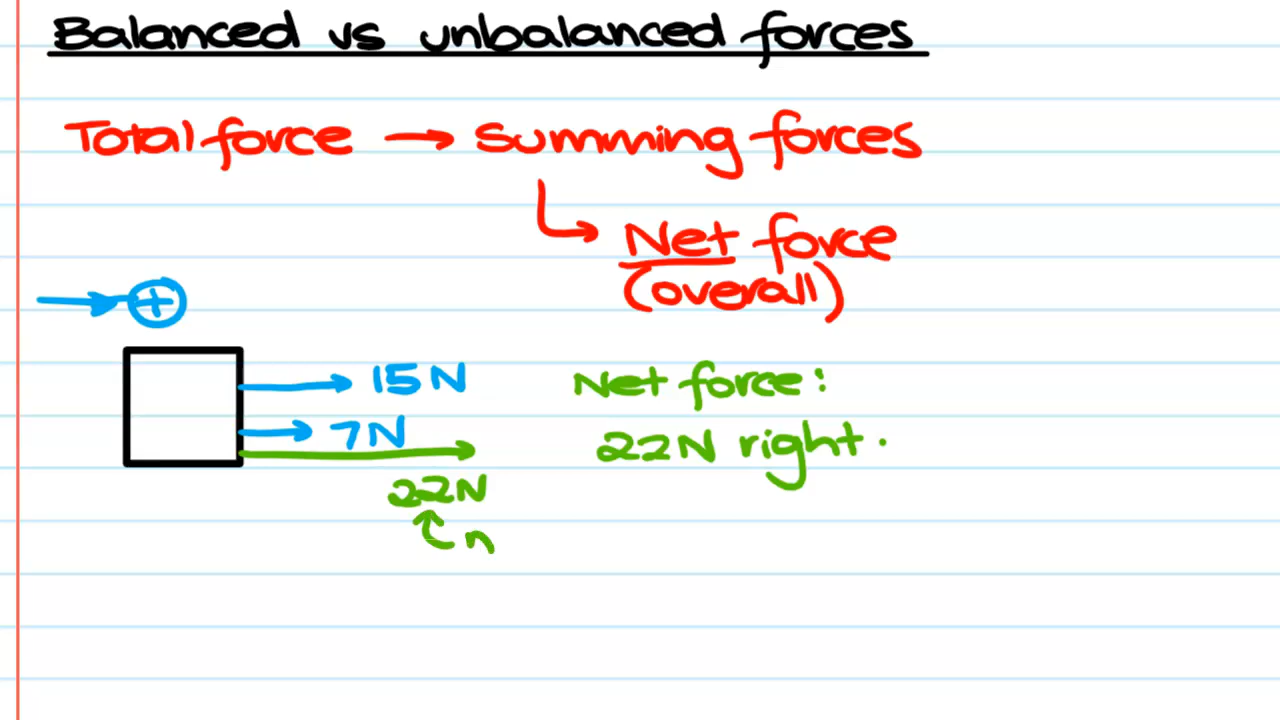 Balanced vs unbalanced forces
Total force → Summing forces
Net force
(overall)
+
15N
7N
22N
n
Net force:
22N right.